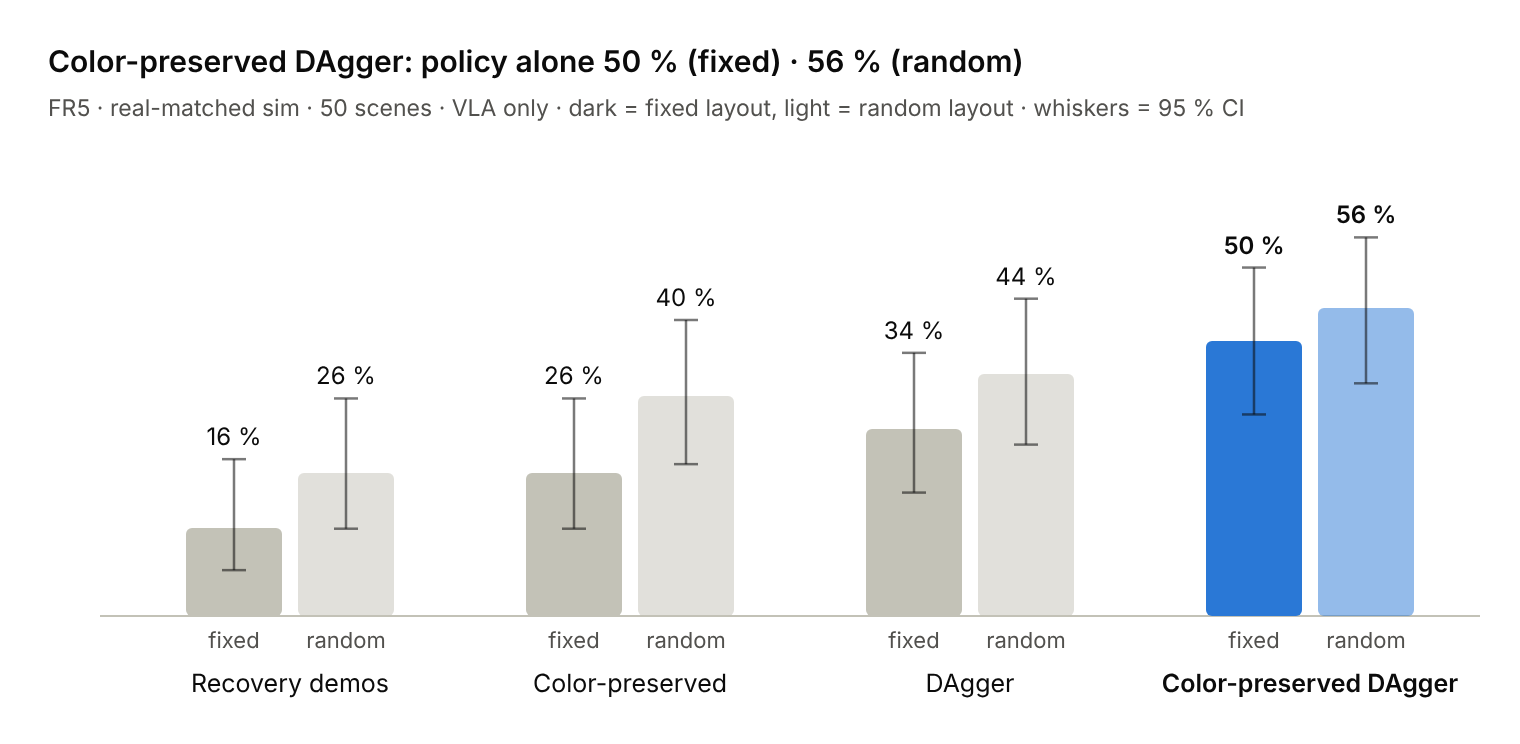 Color-preserved DAgger: policy alone 50 % (fixed) · 56 % (random)
FR5 · real-matched sim · 50 scenes · VLA only · dark = fixed layout, light = random layout · whiskers = 95 % CI
16 %
26 %
26 %
40 %
34 %
44 %
50 %
56 %
fixed random fixed random fixed random fixed random
Recovery demos Color-preserved DAgger Color-preserved DAgger